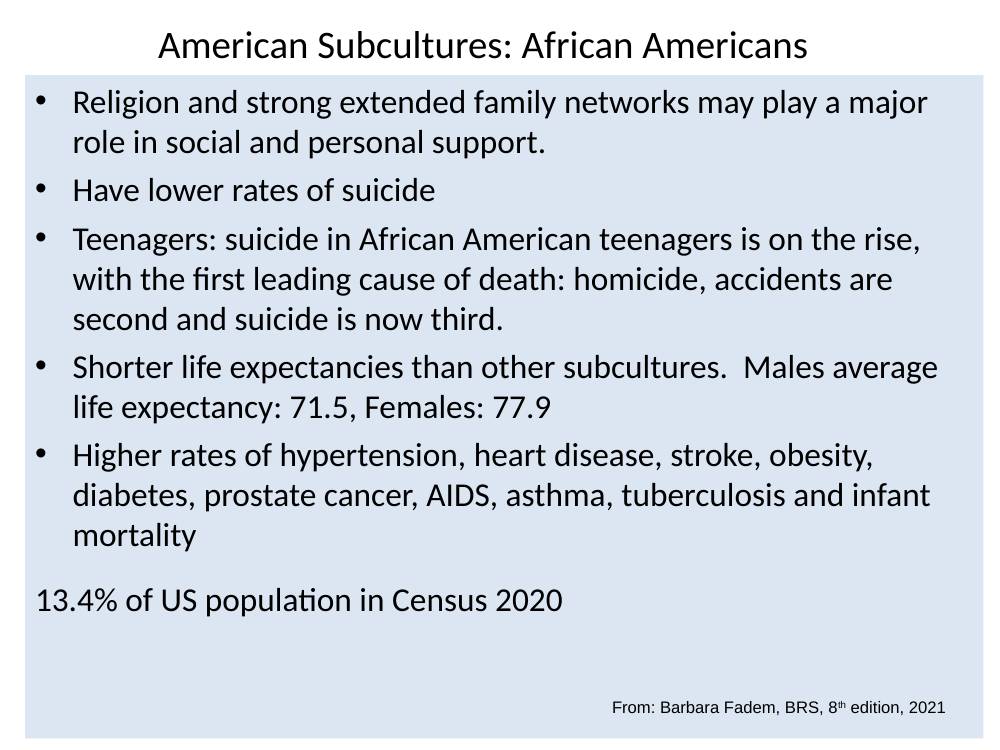 American Subcultures: African Americans
• Religion and strong extended family networks may play a major
role in social and personal support.
• Have lower rates of suicide
• Teenagers: suicide in African American teenagers is on the rise,
with the first leading cause of death: homicide, accidents are
second and suicide is now third.
• Shorter life expectancies than other subcultures.  Males average
life expectancy: 71.5, Females: 77.9
• Higher rates of hypertension, heart disease, stroke, obesity,
diabetes, prostate cancer, AIDS, asthma, tuberculosis and infant
mortality
13.4% of US population in Census 2020
From: Barbara Fadem, BRS, 8th edition, 2021